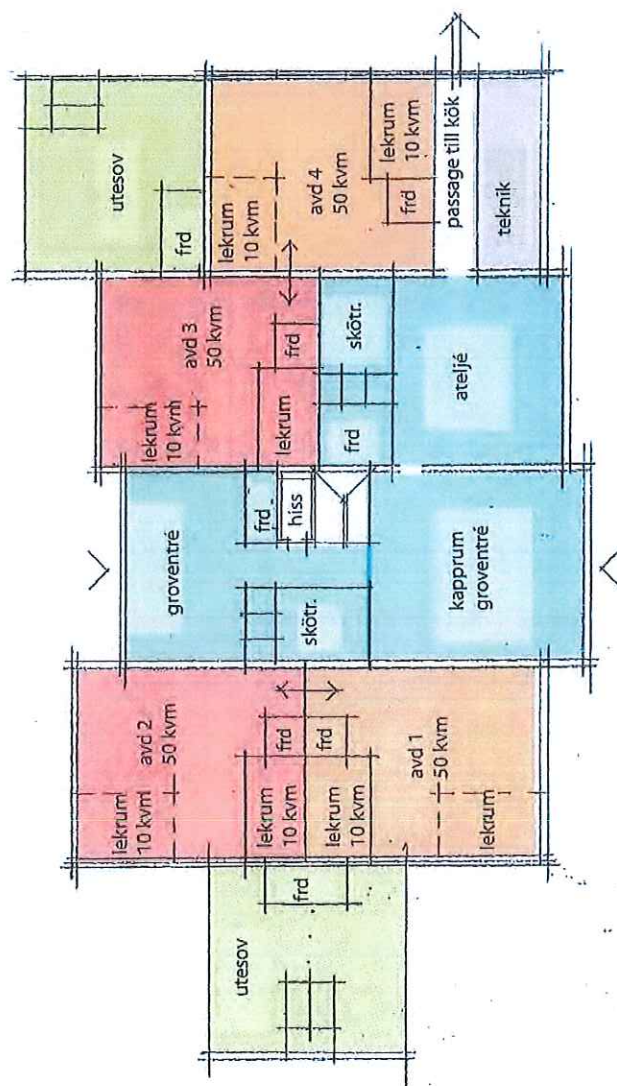 utesov
frd
lekrum
10 kvm
avd 2
50 kvm
lekrum
10 kvm
frd
lekrum
10 kvm
frd
avd 1
50 kvm
lekrum
groventré
frd
hiss
skötr.
kapprum
groventré
lekrum
10 kvm
avd 3
50 kvm
lekrum
frd
frd
skötr.
ateljé
utesov
frd
lekrum
10 kvm
avd 4
50 kvm
frd
lekrum
10 kvm
passage till kök
teknik